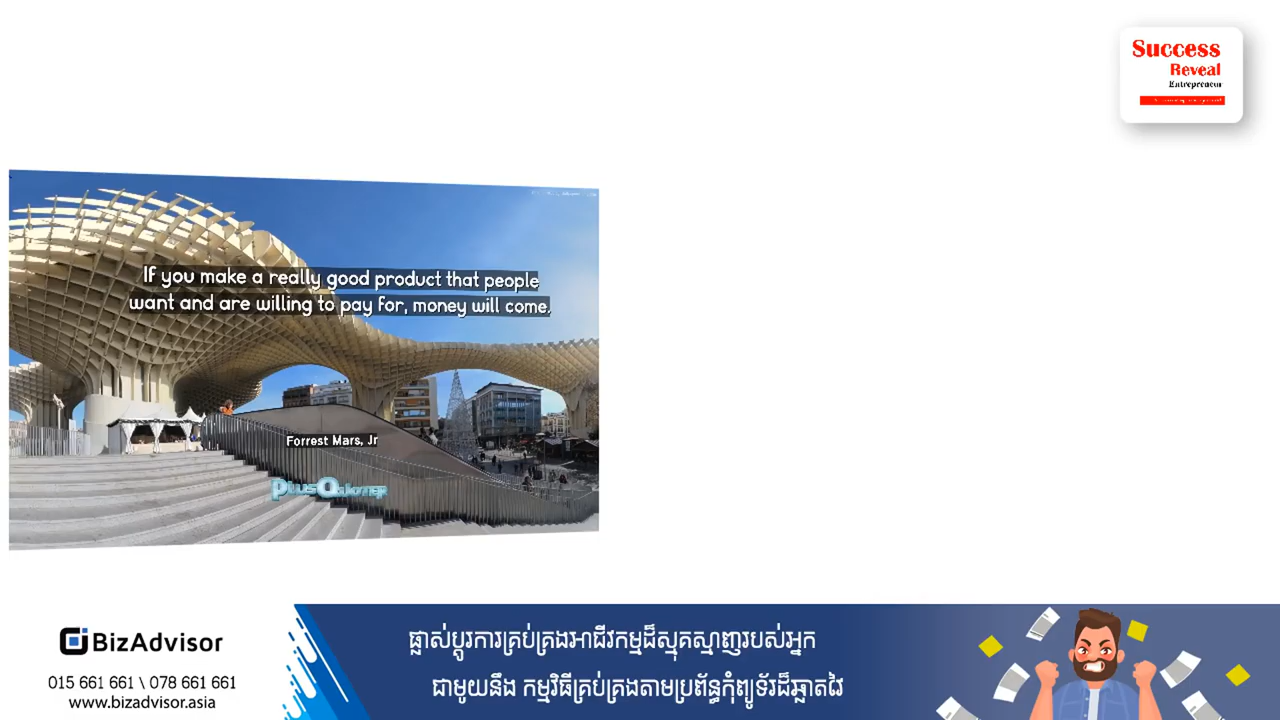 Success
Reveal
Entrepreneur
If you make a really good product that people
want and are willing to pay for, money will come.
Forrest Mars, Jr
BizAdvisor
015 661 661 \ 078 661 661
www.bizadvisor.asia
ផ្លាស់ប្តូរការគ្រប់គ្រងអាជីវកម្មដ៏ស្មុគស្មាញរបស់អ្នក
ជាមួយនឹង កម្មវិធីគ្រប់គ្រងតាមប្រព័ន្ធកុំព្យូទ័រដ៏ឆ្លាតវៃ